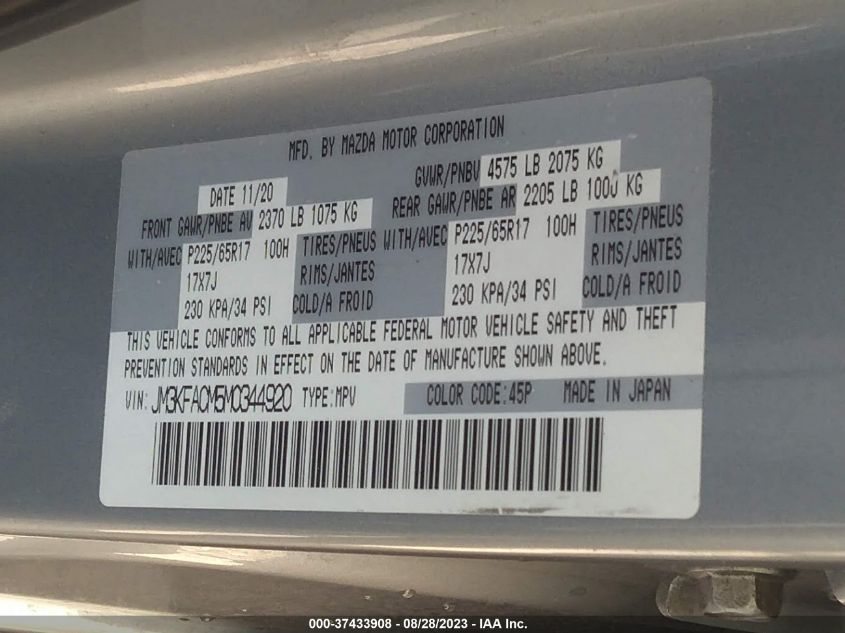 MFD. BY MAZDA MOTOR CORPORATION
DATE 11/20 GVWR/PNBV 4575 LB 2075 KG
FRONT GAWR/PNBE AV 2370 LB 1075 KG REAR GAWR/PNBE AR 2205 LB 1000 KG
WITH/AVEC P225/65R17 100H TIRES/PNEUS WITH/AVEC P225/65R17 100H TIRES/PNEUS
17X7J RIMS/JANTES 17X7J RIMS/JANTES
230 KPA/34 PSI COLD/A FROID 230 KPA/34 PSI COLD/A FROID
THIS VEHICLE CONFORMS TO ALL APPLICABLE FEDERAL MOTOR VEHICLE SAFETY AND THEFT
PREVENTION STANDARDS IN EFFECT ON THE DATE OF MANUFACTURE SHOWN ABOVE.
VIN: JM3KFACM5M0344920 TYPE:MPV COLOR CODE:45P MADE IN JAPAN
000-37433908 - 08/28/2023 - IAA Inc.